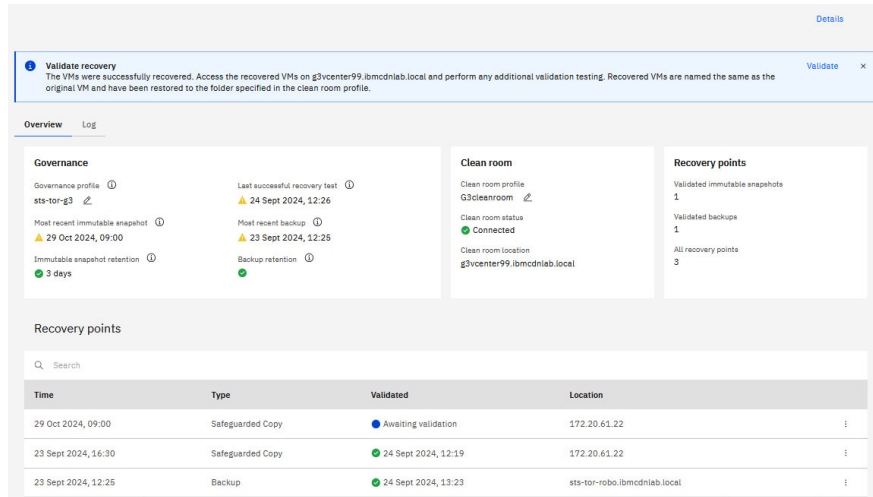 Details
Validate recovery
The VMs were successfully recovered. Access the recovered VMs on g3vcenter99.ibmcdnlab.local and perform any additional validation testing. Recovered VMs are named the same as the
original VM and have been restored to the folder specified in the clean room profile.
Validate
Overview
Log
Governance
Governance profile
sts-tor-g3
Last successful recovery test
24 Sept 2024, 12:26
Most recent immutable snapshot
29 Oct 2024, 09:00
Most recent backup
23 Sept 2024, 12:25
Immutable snapshot retention
3 days
Backup retention
Clean room
Clean room profile
G3cleanroom
Clean room status
Connected
Clean room location
g3vcenter99.ibmcdnlab.local
Recovery points
Validated immutable snapshots
1
Validated backups
1
All recovery points
3
Recovery points
Search
Time Type Validated Location
29 Oct 2024, 09:00 Safeguarded Copy Awaiting validation 172.20.61.22
23 Sept 2024, 16:30 Safeguarded Copy 24 Sept 2024, 12:19 172.20.61.22
23 Sept 2024, 12:25 Backup 24 Sept 2024, 13:23 sts-tor-robo.ibmcdnlab.local